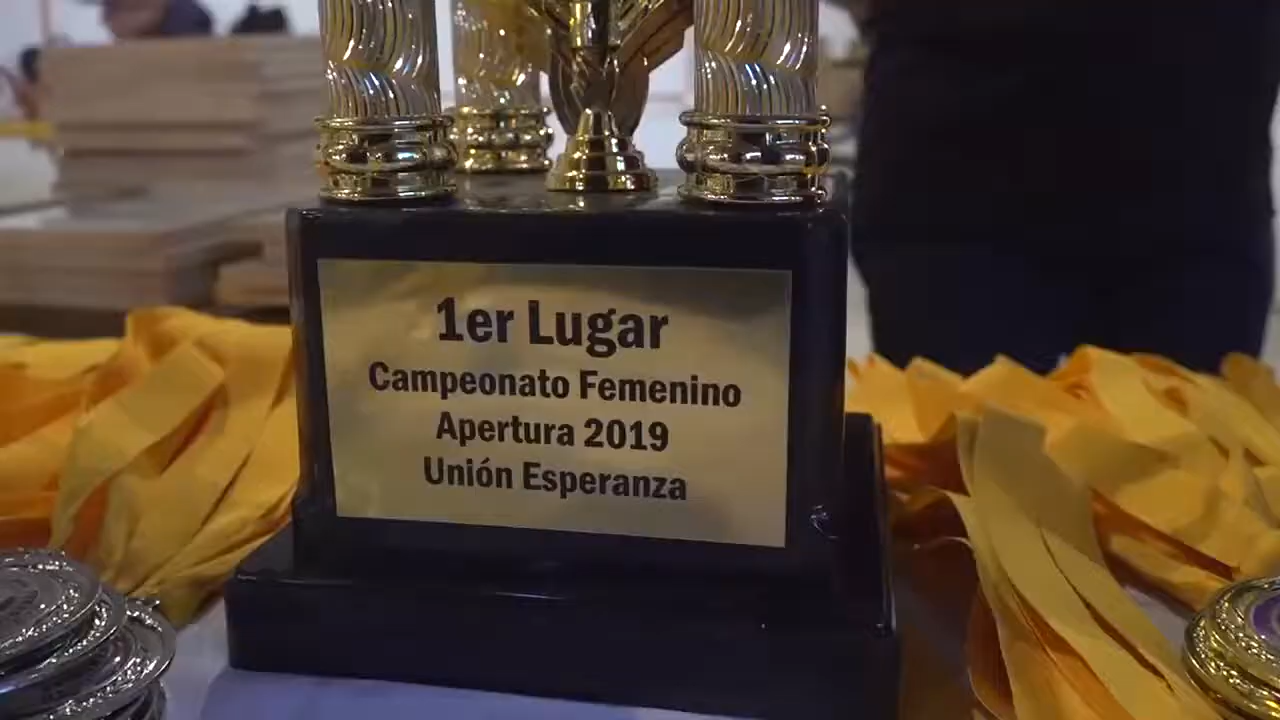 1er Lugar
Campeonato Femenino
Apertura 2019
Unión Esperanza